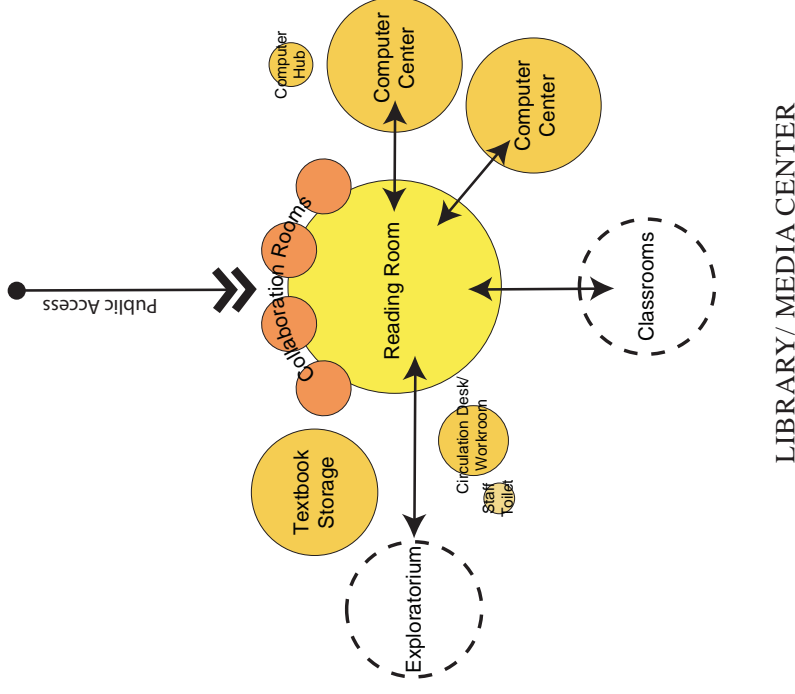 Public Access
Computer
Hub
Computer
Center
Computer
Center
Collaboration Rooms
Reading Room
Textbook
Storage
Circulation Desk/
Workroom
Staff
Toilet
Exploratorium
Classrooms
LIBRARY/ MEDIA CENTER